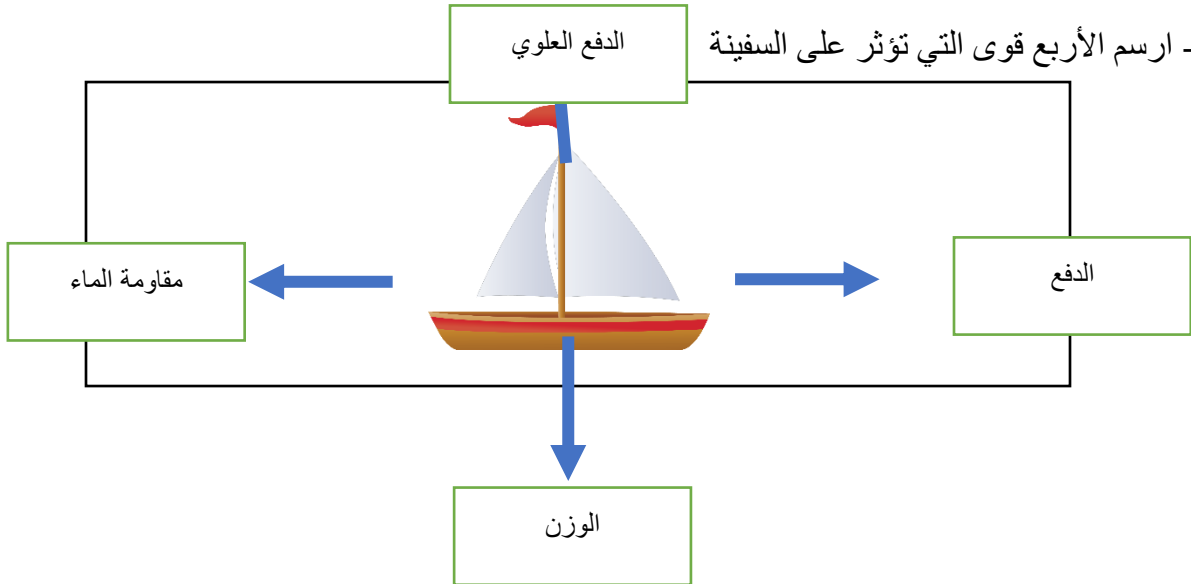 - ارسم الأربع قوى التي تؤثر على السفينة
الدفع العلوي
مقاومة الماء
الدفع
الوزن